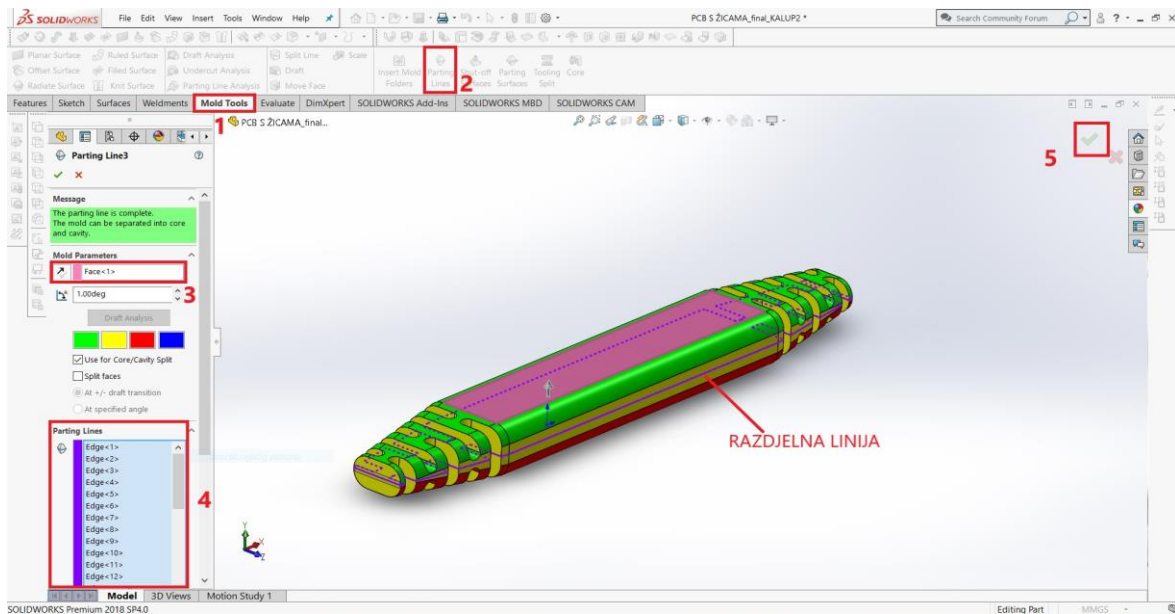 SOLIDWORKS File Edit View Insert Tools Window Help PCB S ŽICAMA_final_KALUP2 * Search Community Forum
Planar Surface Ruled Surface Draft Analysis Split Line Scale
Offset Surface Filled Surface Undercut Analysis Draft Insert Mold Folders Parting Lines Shut-off Surfaces Parting Surfaces Tooling Split Core
Radiate Surface Knit Surface Parting Line Analysis Move Face 2
Features Sketch Surfaces Weldments Mold Tools Evaluate DimXpert SOLIDWORKS Add-Ins SOLIDWORKS MBD SOLIDWORKS CAM
1 PCB S ŽICAMA_final...
5
Parting Line3
Message
The parting line is complete.
The mold can be separated into core
and cavity.
Mold Parameters
Face<1>
1.00deg 3
Draft Analysis
Use for Core/Cavity Split
Split faces
At +/- draft transition
At specified angle
RAZDJELNA LINIJA
Parting Lines
Edge<1>
Edge<2>
Edge<3>
Edge<4>
Edge<5>
Edge<6>
4
Edge<7>
Edge<8>
Edge<9>
Edge<10>
Edge<11>
Edge<12>
Y
X
Z
Model 3D Views Motion Study 1
SOLIDWORKS Premium 2018 SP4.0 Editing Part MMGS